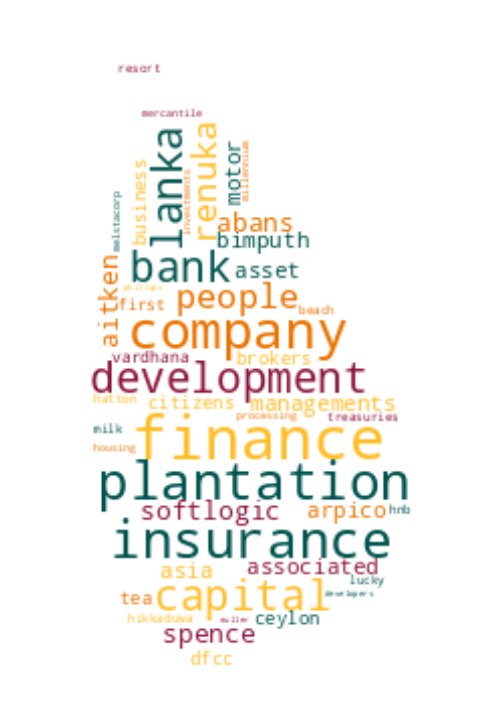 resort
mercantile
lanka
renuka
business
investments
motor
millennium
melstacorp
abans
bimputh
bank
asset
aitken
phillips
first
people
beach
company
vardhana
brokers
development
hatton
citizens
managements
processing
treasuries
milk
finance
housing
plantation
softlogic
arpico
hnb
insurance
associated
asia
lucky
capital
developers
tea
hikkaduwa
muller
ceylon
spence
dfcc